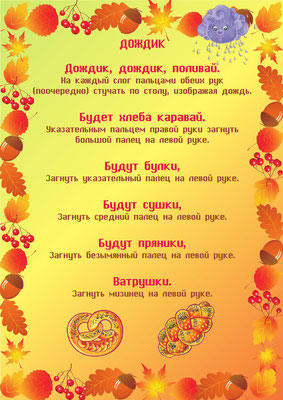 ДОЖДИК
Дождик, дождик, поливай.
На каждый слог пальцами обеих рук
(поочередно) стучать по столу, изображая дождь.
Будет хлеба каравай.
Указательным пальцем правой руки загнуть
большой палец на левой руке.
Будут булки,
Загнуть указательный палец на левой руке.
Будут сушки,
Загнуть средний палец на левой руке.
Будут пряники,
Загнуть безымянный палец на левой руке.
Ватрушки.
Загнуть мизинец на левой руке.